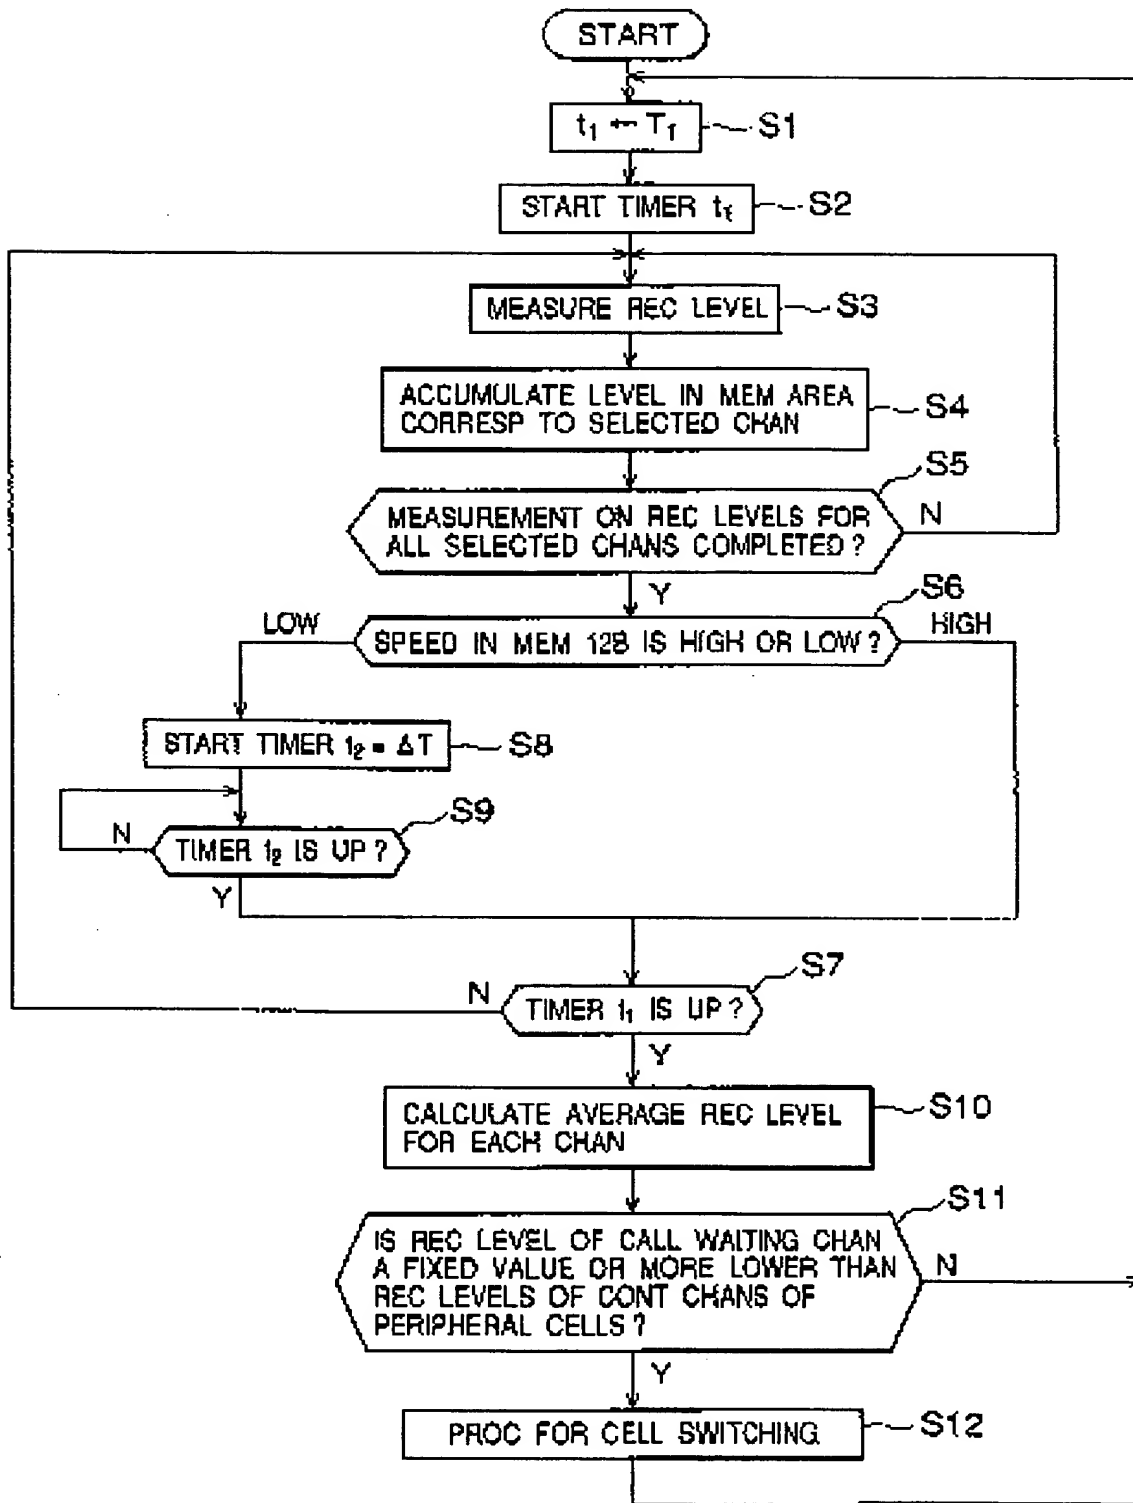 START
t₁ ← T₁
S1
START TIMER t₁
S2
MEASURE REC LEVEL
S3
ACCUMULATE LEVEL IN MEM AREA
CORRESP TO SELECTED CHAN
S4
S5
MEASUREMENT ON REC LEVELS FOR
ALL SELECTED CHANS COMPLETED?
N
Y
S6
LOW
SPEED IN MEM 12B IS HIGH OR LOW?
HIGH
START TIMER t₂ = ΔT
S8
S9
N
TIMER t₂ IS UP?
Y
S7
N
TIMER t₁ IS UP?
Y
CALCULATE AVERAGE REC LEVEL
FOR EACH CHAN
S10
S11
IS REC LEVEL OF CALL WAITING CHAN
A FIXED VALUE OR MORE LOWER THAN
REC LEVELS OF CONT CHANS OF
PERIPHERAL CELLS?
N
Y
PROC FOR CELL SWITCHING
S12